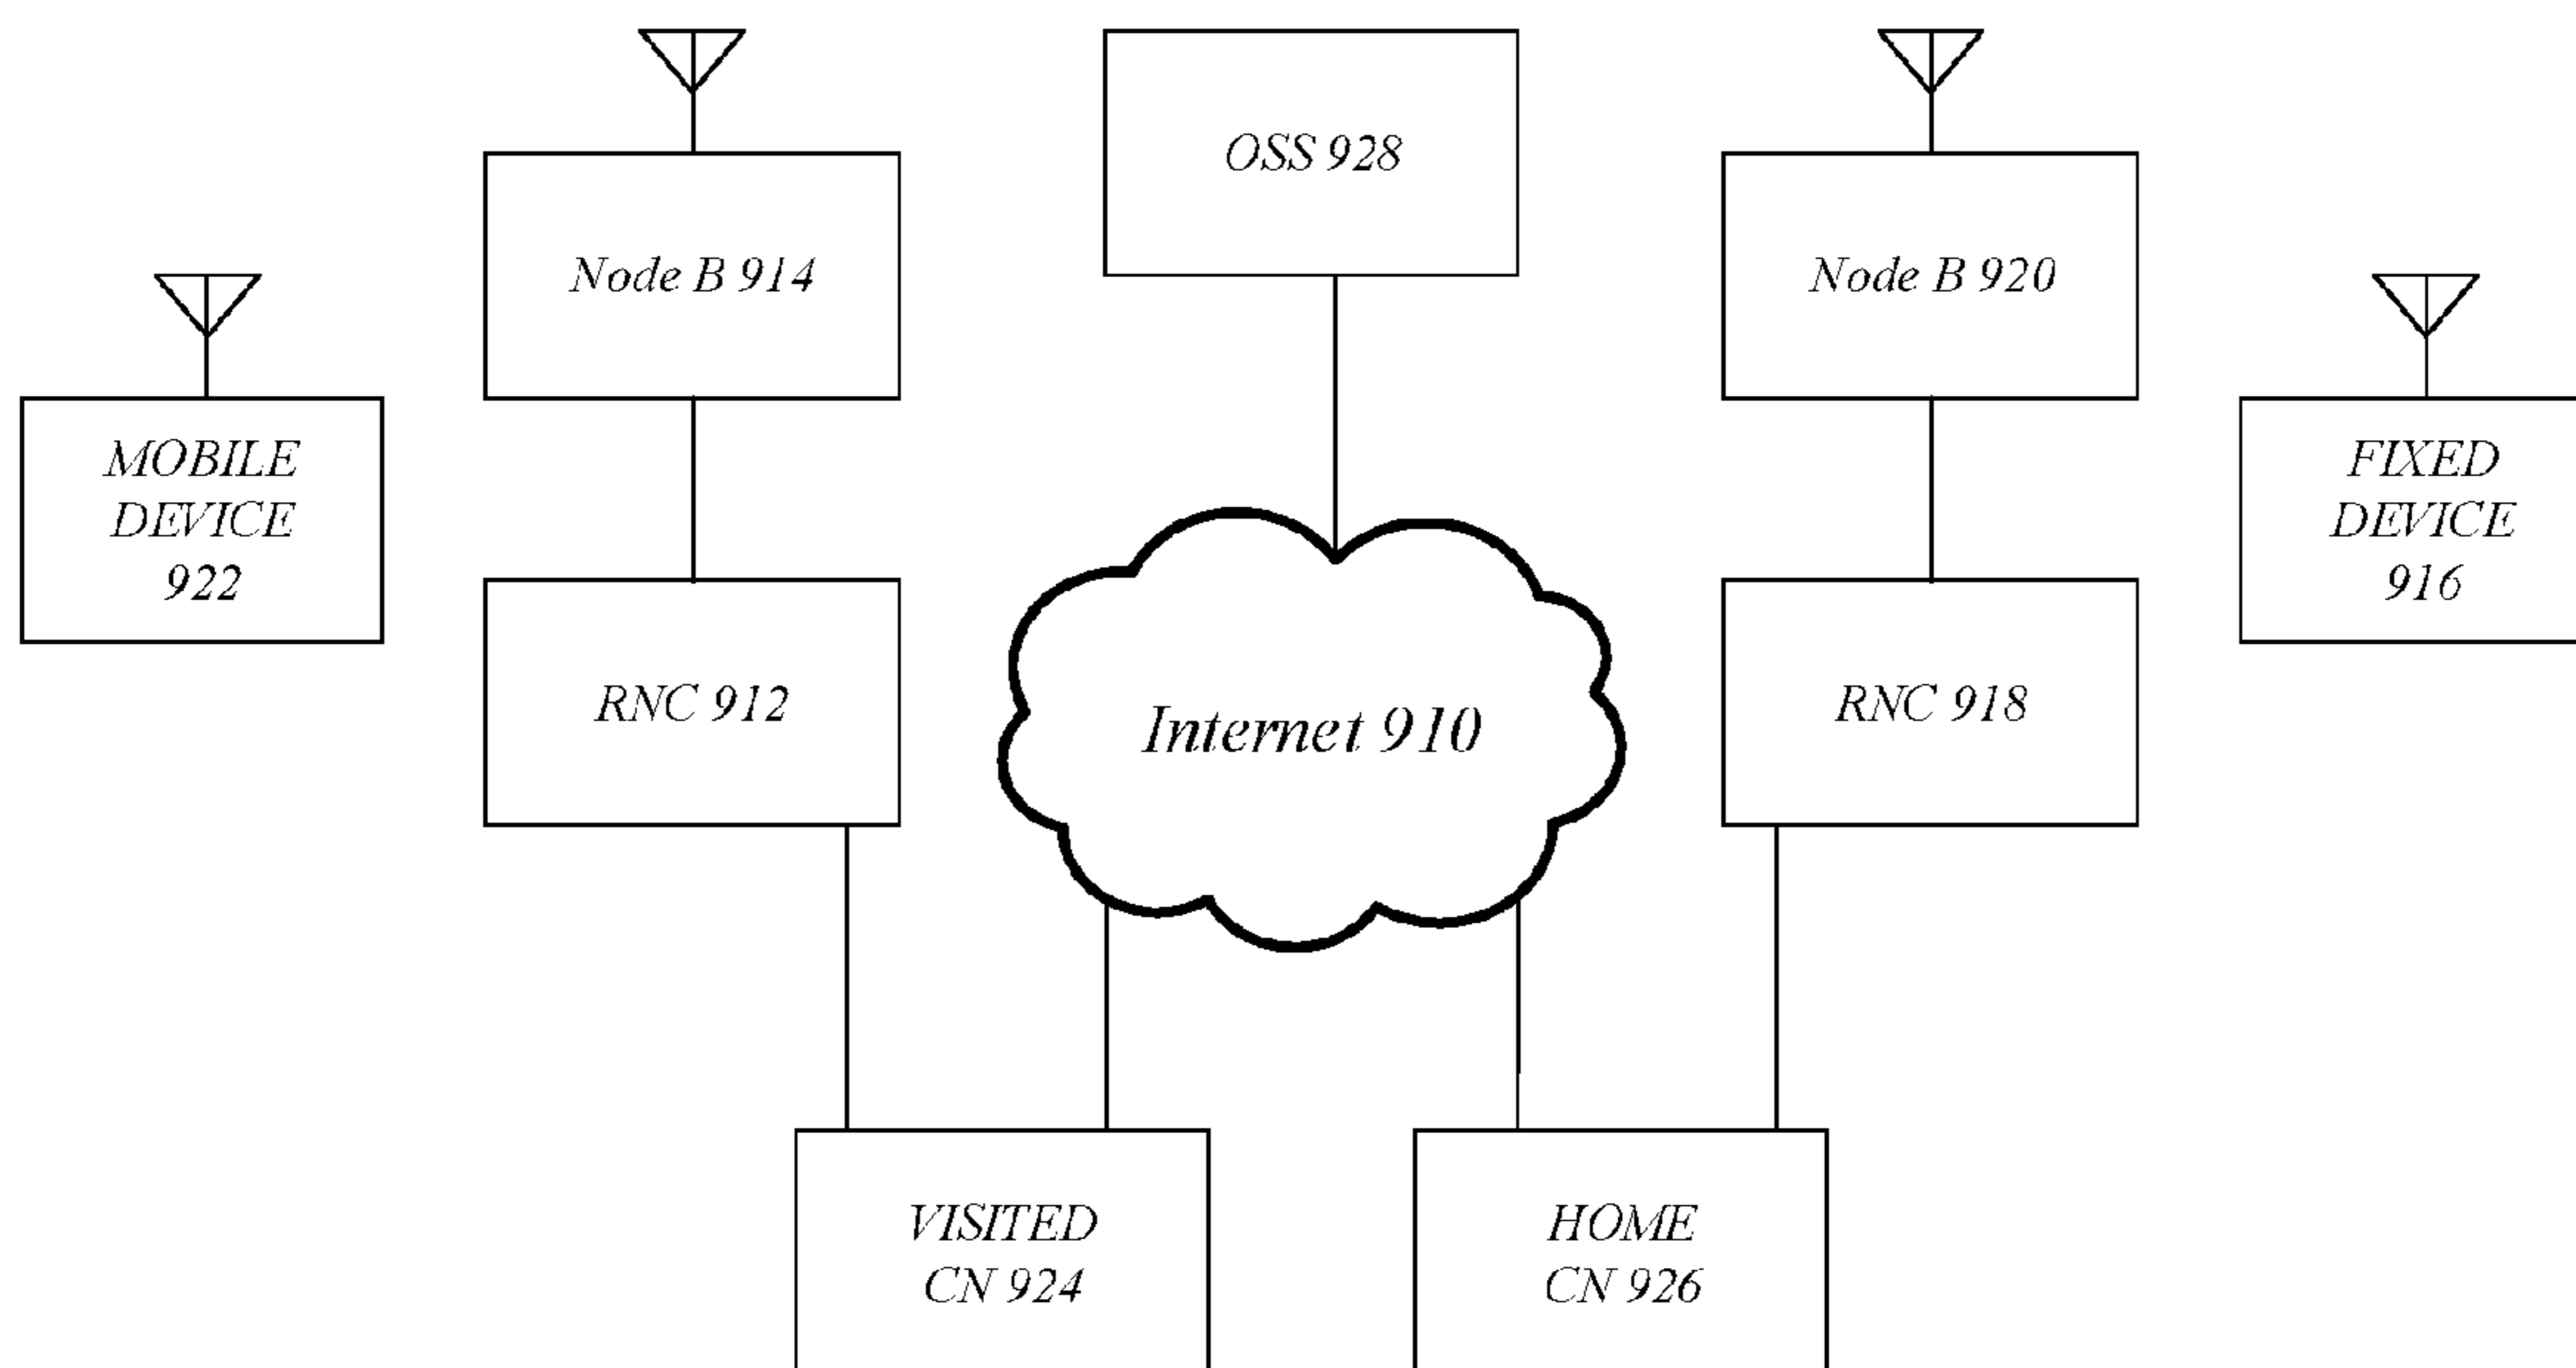 OSS 928
Node B 914
Node B 920
MOBILE
DEVICE
922
FIXED
DEVICE
916
RNC 912
Internet 910
RNC 918
VISITED
CN 924
HOME
CN 926